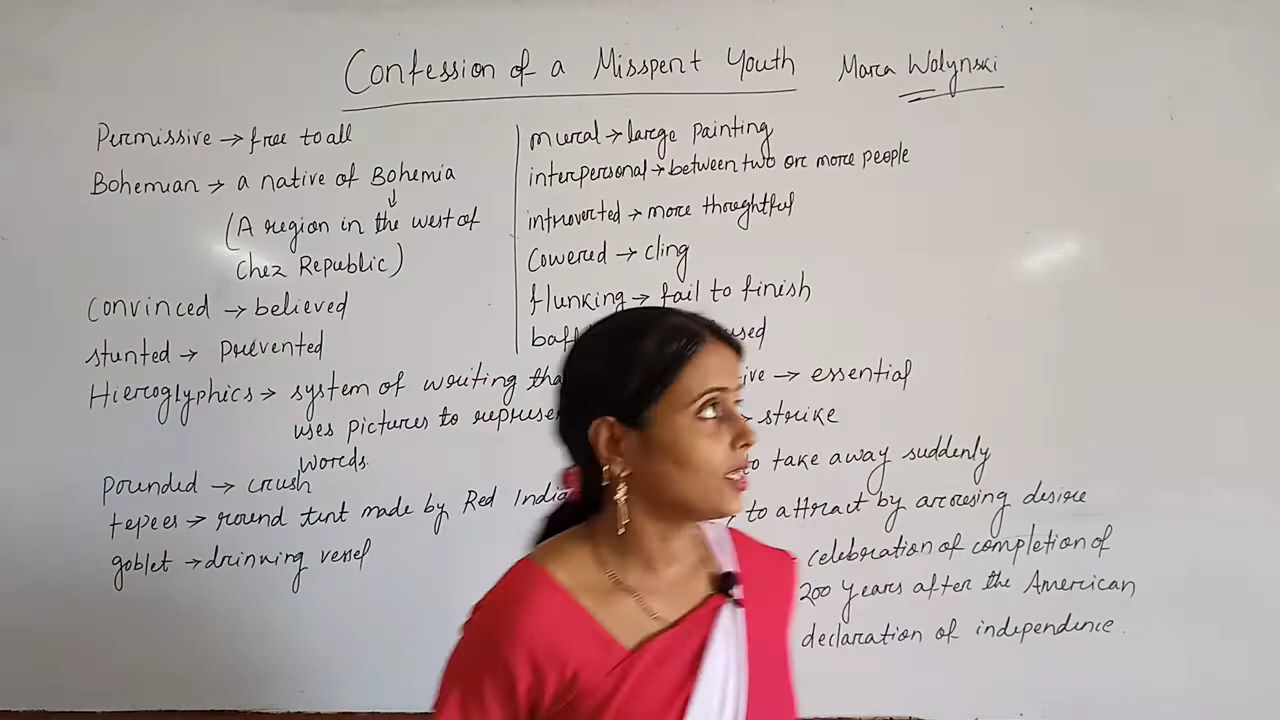 Confession of a Misspent Youth
Mara Wolynski
Permissive → free to all
Bohemian → a native of Bohemia
↓
(A region in the west of
Chez Republic)
Convinced → believed
stunted → prevented
Hieroglyphics → system of writing tha
uses pictures to represe
words.
Pounded → crush
tepees → round tent made by Red India
goblet → drinning vessel
mural → large painting
interpersonal → between two or more people
introverted → more thoughtful
Cowered → cling
flunking → fail to finish
baff used
ive → essential
→ strike
to take away suddenly
to attract by arousing desire
celebration of completion of
200 years after the American
declaration of independence.